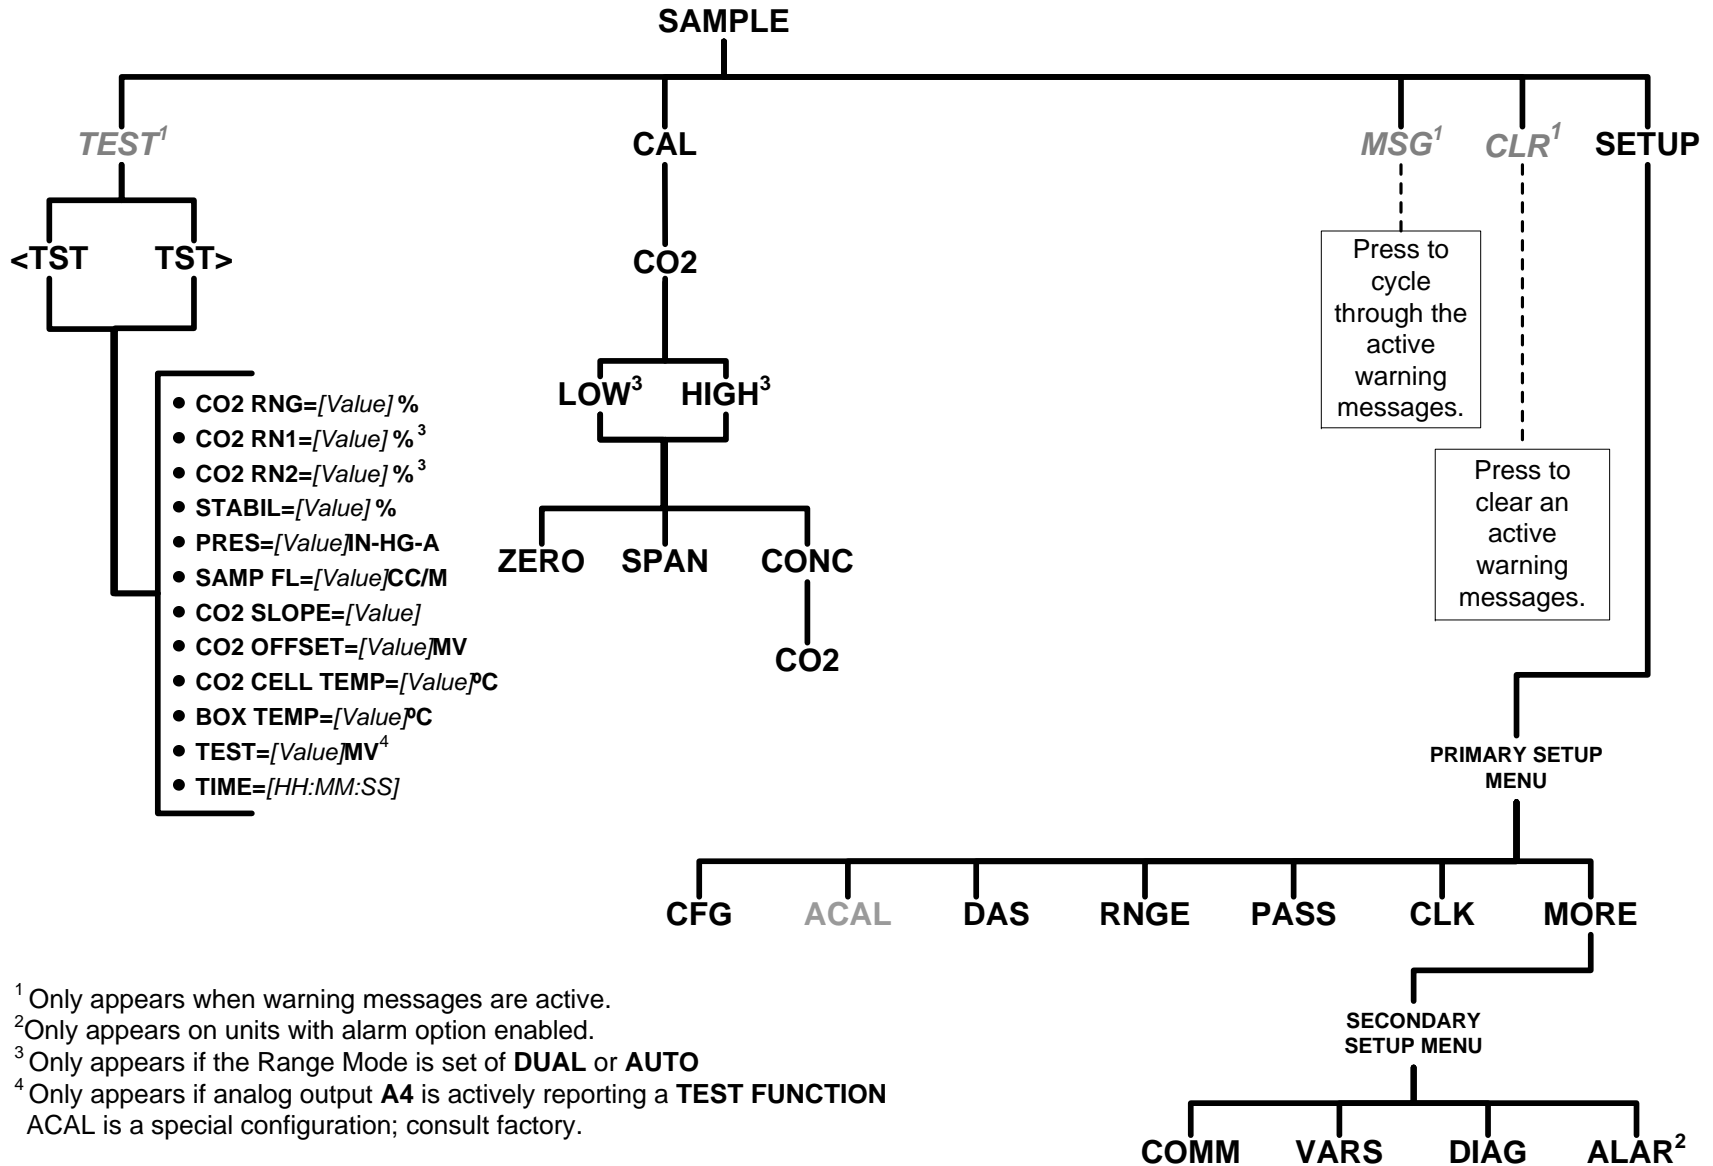 SAMPLE
TEST¹ CAL MSG¹ CLR¹ SETUP
<TST TST> CO2
Press to
cycle
through the
active
warning
messages.
LOW³ HIGH³
• CO2 RNG=[Value] %
• CO2 RN1=[Value] % ³
• CO2 RN2=[Value] % ³
• STABIL=[Value] %
• PRES=[Value]IN-HG-A
• SAMP FL=[Value]CC/M
• CO2 SLOPE=[Value]
• CO2 OFFSET=[Value]MV
• CO2 CELL TEMP=[Value]ºC
• BOX TEMP=[Value]ºC
• TEST=[Value]MV⁴
• TIME=[HH:MM:SS]
ZERO SPAN CONC
CO2
Press to
clear an
active
warning
messages.
PRIMARY SETUP
MENU
CFG ACAL DAS RNGE PASS CLK MORE
SECONDARY
SETUP MENU
COMM VARS DIAG ALAR²
¹ Only appears when warning messages are active.
²Only appears on units with alarm option enabled.
³ Only appears if the Range Mode is set of DUAL or AUTO
⁴ Only appears if analog output A4 is actively reporting a TEST FUNCTION
ACAL is a special configuration; consult factory.